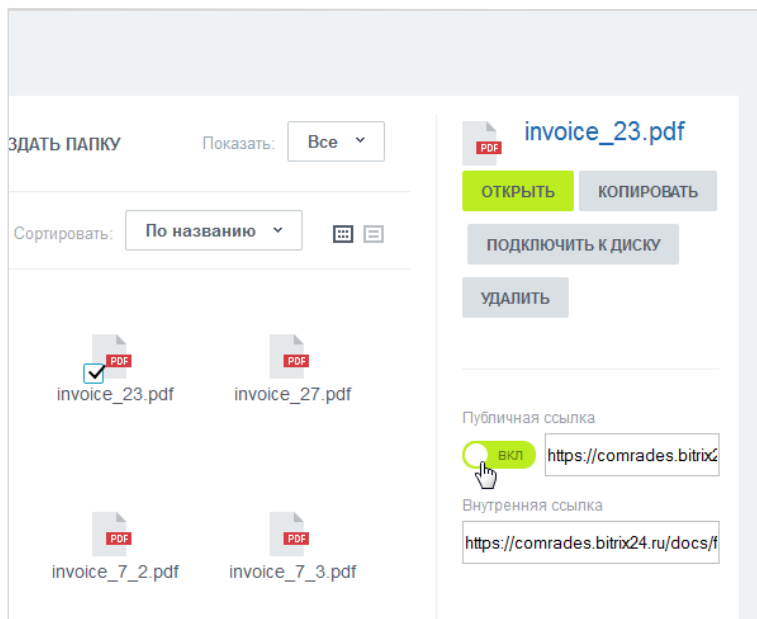 ЗДАТЬ ПАПКУ
Показать:
Все
Сортировать:
По названию
PDF
invoice_23.pdf
PDF
invoice_27.pdf
PDF
invoice_7_2.pdf
PDF
invoice_7_3.pdf
PDF
invoice_23.pdf
ОТКРЫТЬ
КОПИРОВАТЬ
ПОДКЛЮЧИТЬ К ДИСКУ
УДАЛИТЬ
Публичная ссылка
ВКЛ
https://comrades.bitrix2
Внутренняя ссылка
https://comrades.bitrix24.ru/docs/f